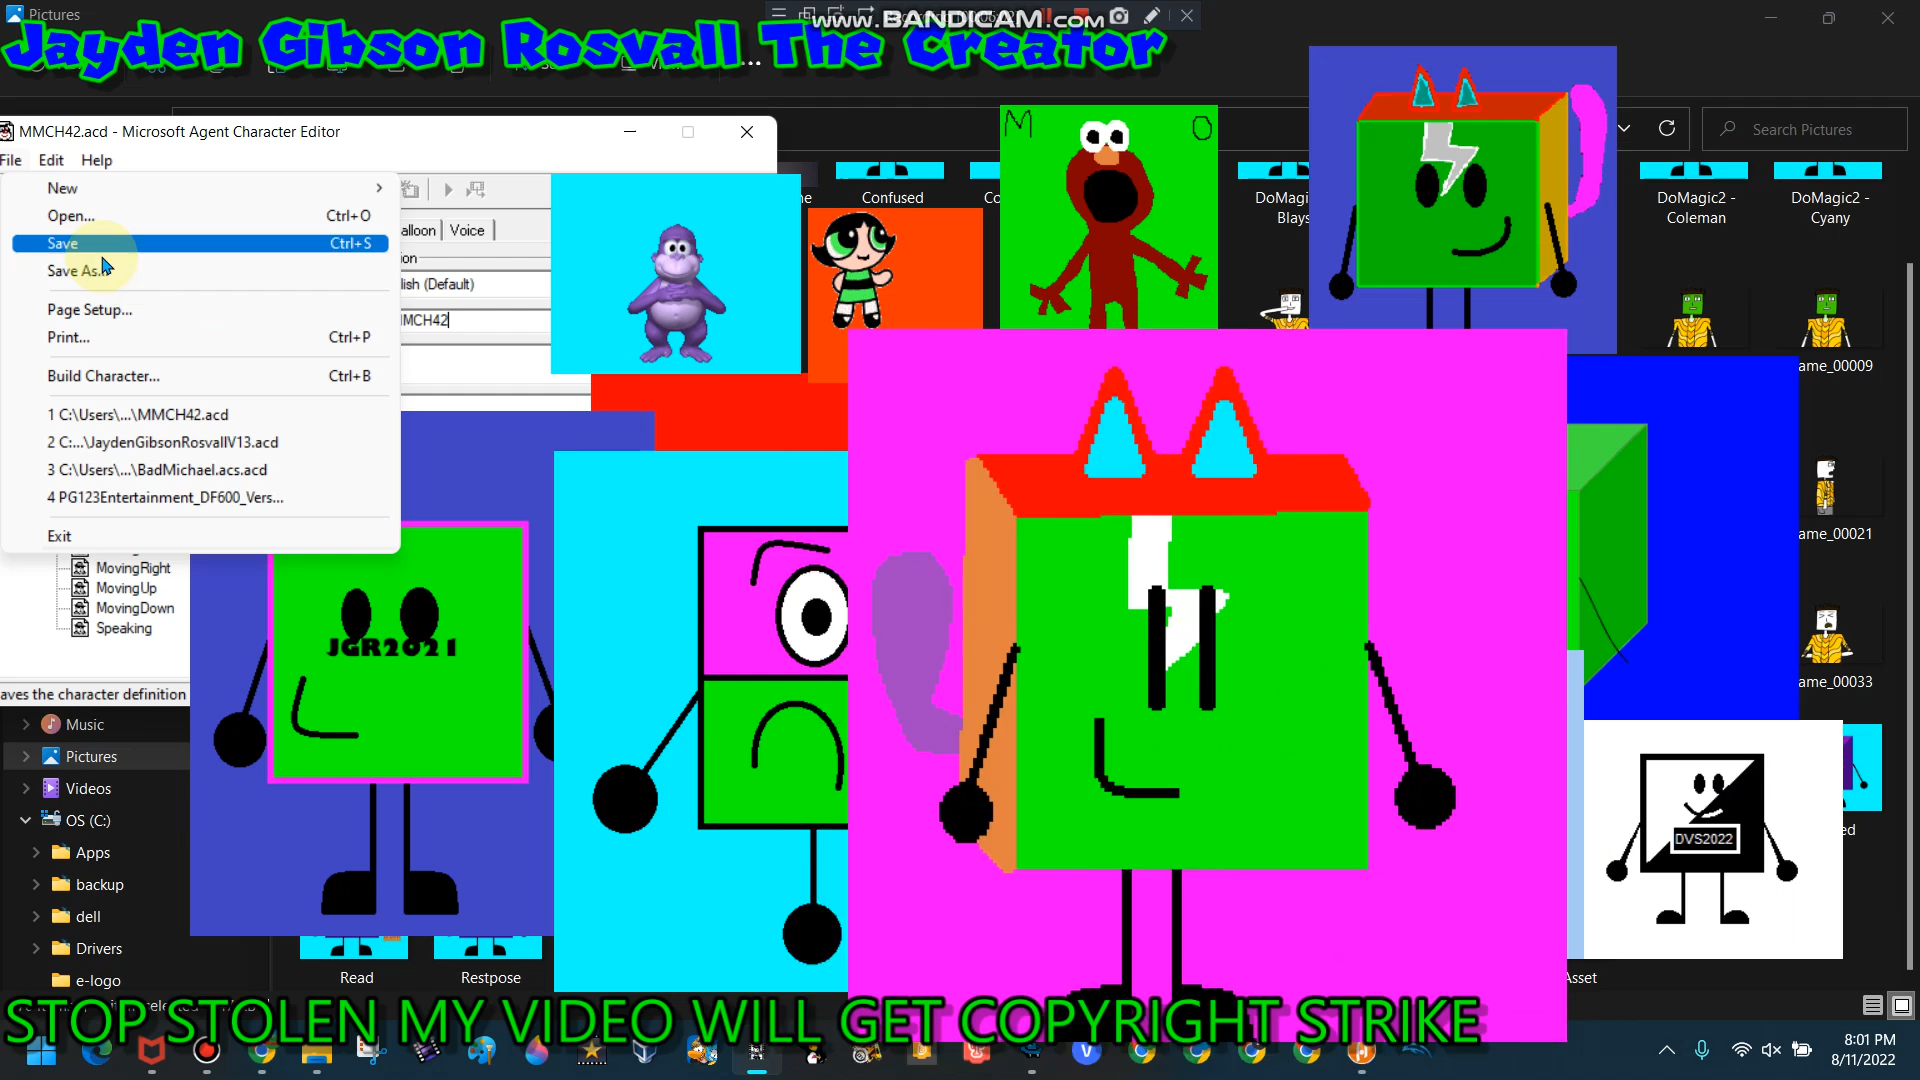 Pictures
www.BANDICAM.com
Jayden Gibson Rosvall The Creator
...
MMCH42.acd - Microsoft Agent Character Editor
File Edit Help
New
Open... Ctrl+O
Save Ctrl+S
Save As...
Page Setup...
Print... Ctrl+P
Build Character... Ctrl+B
1 C:\Users\...\MMCH42.acd
2 C:...\JaydenGibsonRosvallV13.acd
3 C:\Users\...\BadMichael.acs.acd
4 PG123Entertainment_DF600_Vers...
Exit
alloon
Voice
ion
lish (Default)
MCH42
MovingRight
MovingUp
MovingDown
Speaking
aves the character definition
Music
Pictures
Videos
OS (C:)
Apps
backup
dell
Drivers
e-logo
Search Pictures
M O
Confused
DoMagi
Blays
DoMagic2 -
Coleman
DoMagic2 -
Cyany
ame_00009
ame_00021
ame_00033
JGR2021
DVS2022
ed
Read
Restpose
Asset
STOP STOLEN MY VIDEO WILL GET COPYRIGHT STRIKE
8:01 PM
8/11/2022